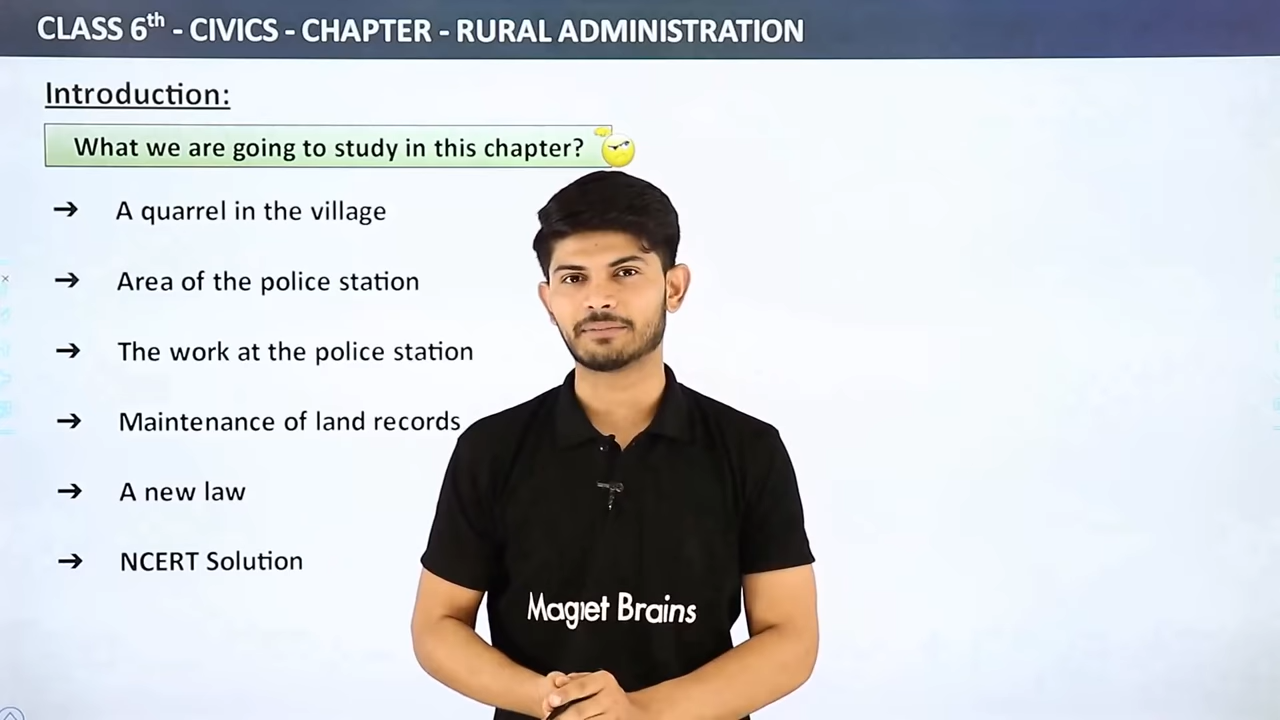 CLASS 6th - CIVICS - CHAPTER - RURAL ADMINISTRATION
Introduction:
What we are going to study in this chapter?
➔ A quarrel in the village
➔ Area of the police station
➔ The work at the police station
➔ Maintenance of land records
➔ A new law
➔ NCERT Solution
Magnet Brains